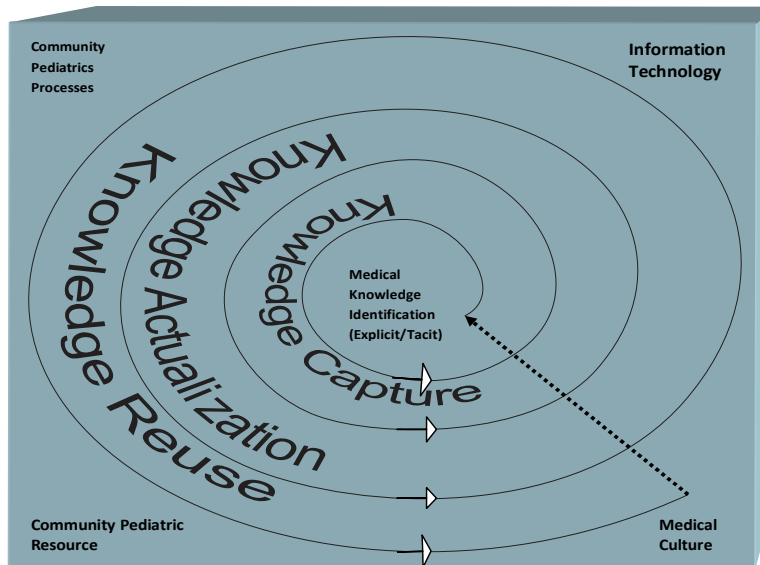 Community
Pediatrics
Processes
Information
Technology
Knowledge Reuse
Knowledge Actualization
Knowledge Capture
Medical
Knowledge
Identification
(Explicit/Tacit)
Community Pediatric
Resource
Medical
Culture